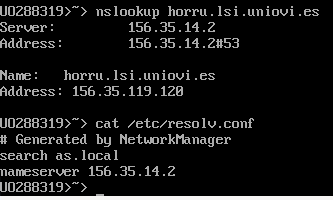 UO288319>~> nslookup horru.lsi.uniovi.es
Server:         156.35.14.2
Address:        156.35.14.2#53
Name:   horru.lsi.uniovi.es
Address: 156.35.119.120
UO288319>~> cat /etc/resolv.conf
# Generated by NetworkManager
search as.local
nameserver 156.35.14.2
UO288319>~> _